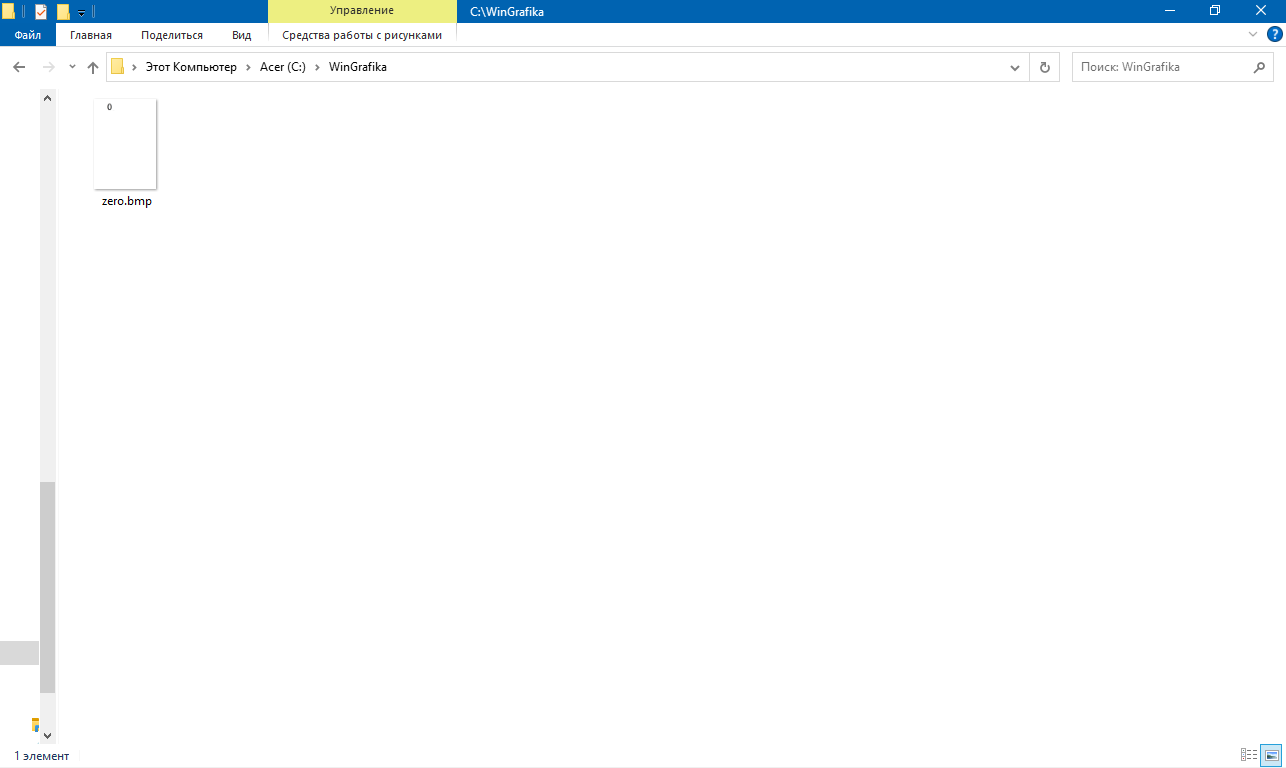 Управление
C:\WinGrafika
Файл Главная Поделиться Вид Средства работы с рисунками
Этот Компьютер Acer (C:) WinGrafika
Поиск: WinGrafika
0
zero.bmp
1 элемент